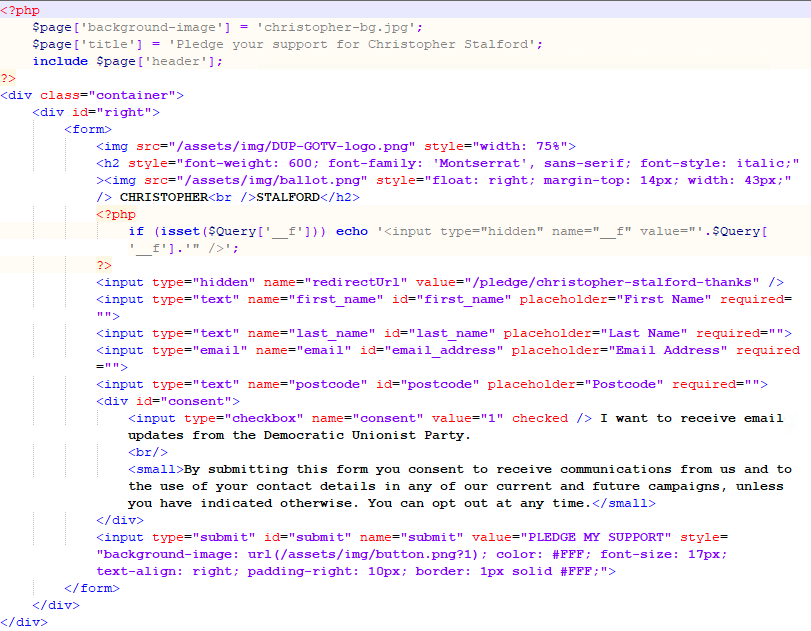 <?php
$page['background-image'] = 'christopher-bg.jpg';
$page['title'] = 'Pledge your support for Christopher Stalford';
include $page['header'];
?>
<div class="container">
<div id="right">
<form>
<img src="/assets/img/DUP-GOTV-logo.png" style="width: 75%">
<h2 style="font-weight: 600; font-family: 'Montserrat', sans-serif; font-style: italic;"
><img src="/assets/img/ballot.png" style="float: right; margin-top: 14px; width: 43px;"
/> CHRISTOPHER<br />STALFORD</h2>
<?php
if (isset($Query['__f'])) echo '<input type="hidden" name="__f" value="'.$Query[
'__f'].'" />';
?>
<input type="hidden" name="redirectUrl" value="/pledge/christopher-stalford-thanks" />
<input type="text" name="first_name" id="first_name" placeholder="First Name" required=
"">
<input type="text" name="last_name" id="last_name" placeholder="Last Name" required="">
<input type="email" name="email" id="email_address" placeholder="Email Address" required
="">
<input type="text" name="postcode" id="postcode" placeholder="Postcode" required="">
<div id="consent">
<input type="checkbox" name="consent" value="1" checked /> I want to receive email
updates from the Democratic Unionist Party.
<br/>
<small>By submitting this form you consent to receive communications from us and to
the use of your contact details in any of our current and future campaigns, unless
you have indicated otherwise. You can opt out at any time.</small>
</div>
<input type="submit" id="submit" name="submit" value="PLEDGE MY SUPPORT" style=
"background-image: url(/assets/img/button.png?1); color: #FFF; font-size: 17px;
text-align: right; padding-right: 10px; border: 1px solid #FFF;">
</form>
</div>
</div>